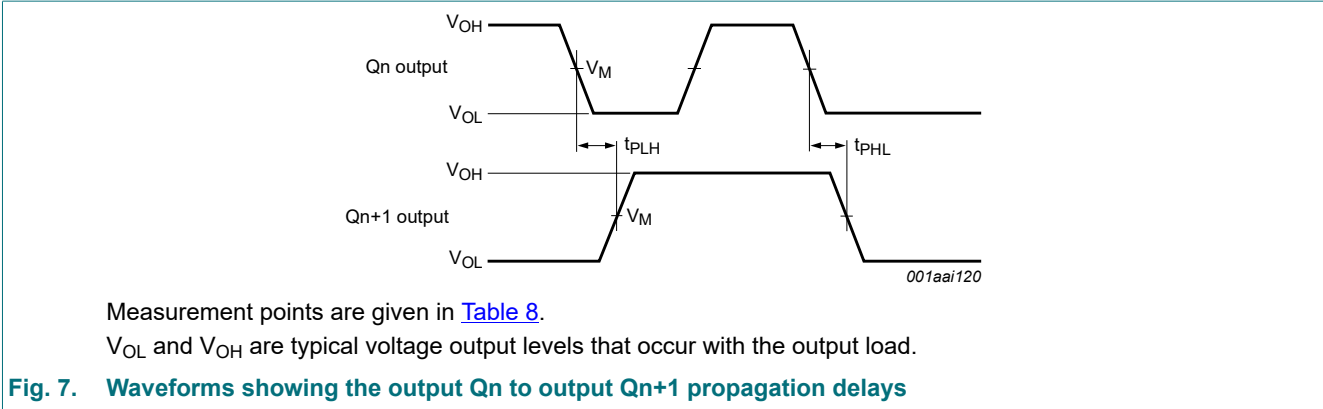 VOH
Qn output
VM
VOL
tPLH
tPHL
VOH
Qn+1 output
VM
VOL
001aai120
Measurement points are given in Table 8.
VOL and VOH are typical voltage output levels that occur with the output load.
Fig. 7. Waveforms showing the output Qn to output Qn+1 propagation delays